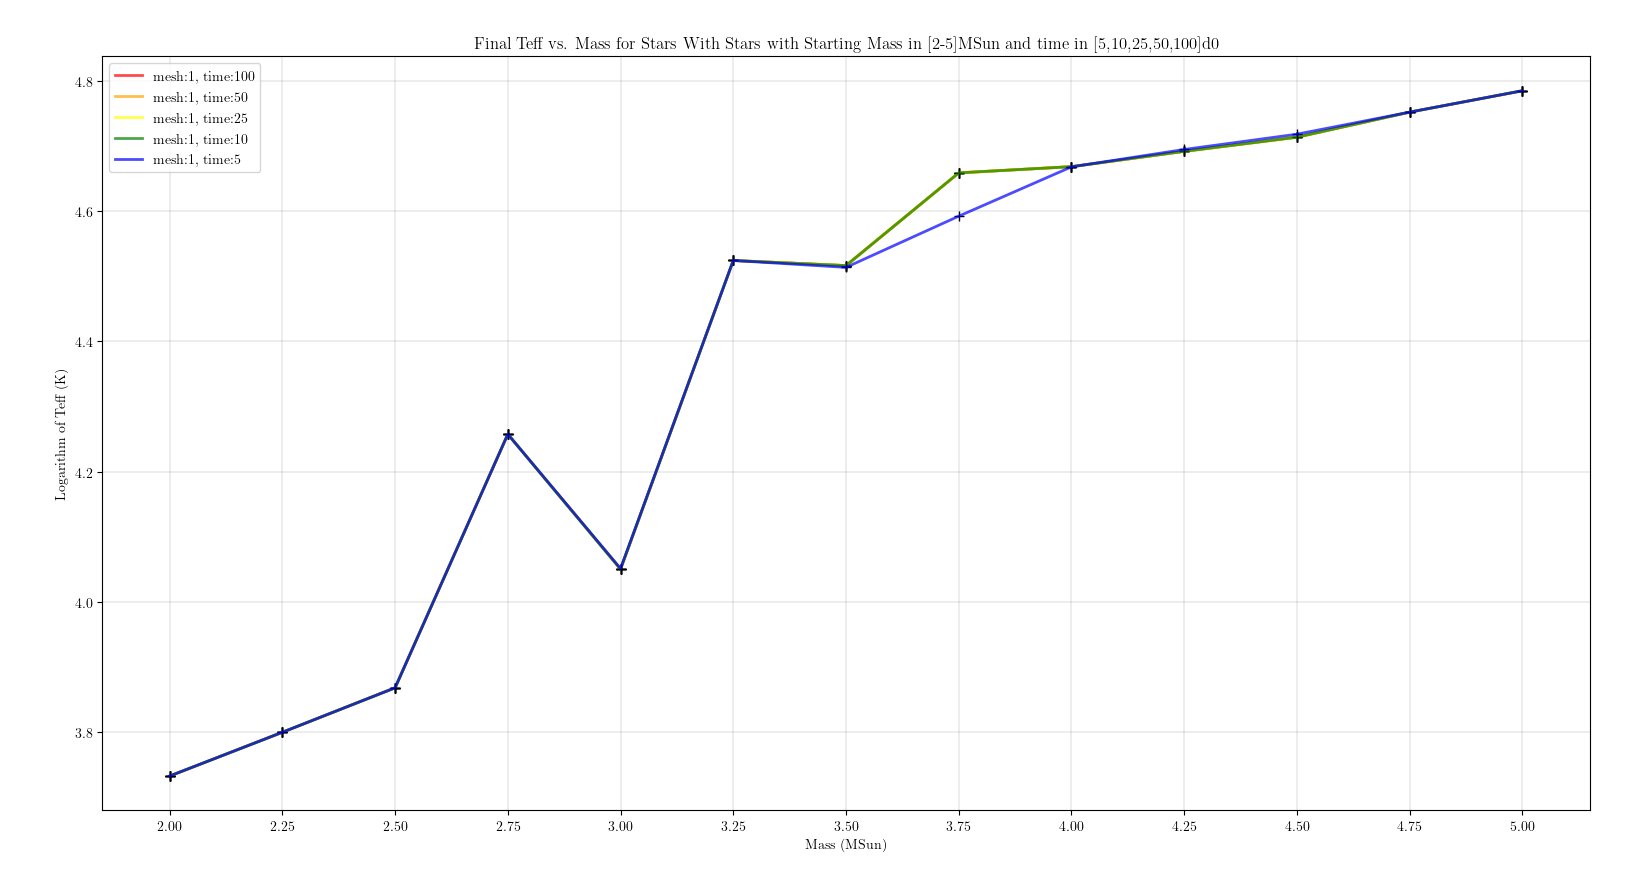 Final Teff vs. Mass for Stars With Stars with Starting Mass in [2-5]MSun and time in [5,10,25,50,100]d0
mesh:1, time:100
mesh:1, time:50
mesh:1, time:25
mesh:1, time:10
mesh:1, time:5
4.8
4.6
4.4
4.2
4.0
3.8
Logarithm of Teff (K)
2.00 2.25 2.50 2.75 3.00 3.25 3.50 3.75 4.00 4.25 4.50 4.75 5.00
Mass (MSun)